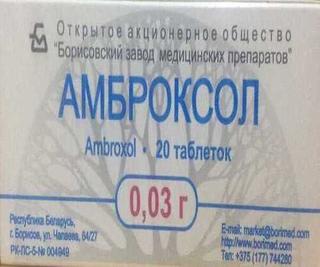 Открытое акционерное общество
"Борисовский завод медицинских препаратов"
АМБРОКСОЛ
Ambroxol • 20 таблеток
0,03 г
Республика Беларусь,
г. Борисов, ул. Чапаева, 64/27
РК-ЛС-5-№ 004949
E-mail: market@borimed.com
http://www.borimed.com
Тел.: +375 (177) 744280